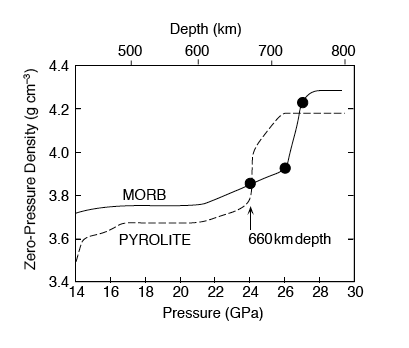 Depth (km)
500 600 700 800
4.4
4.2
4.0
3.8
3.6
3.4
Zero-Pressure Density (g cm⁻³)
MORB
PYROLITE
660 km depth
14 16 18 20 22 24 26 28 30
Pressure (GPa)